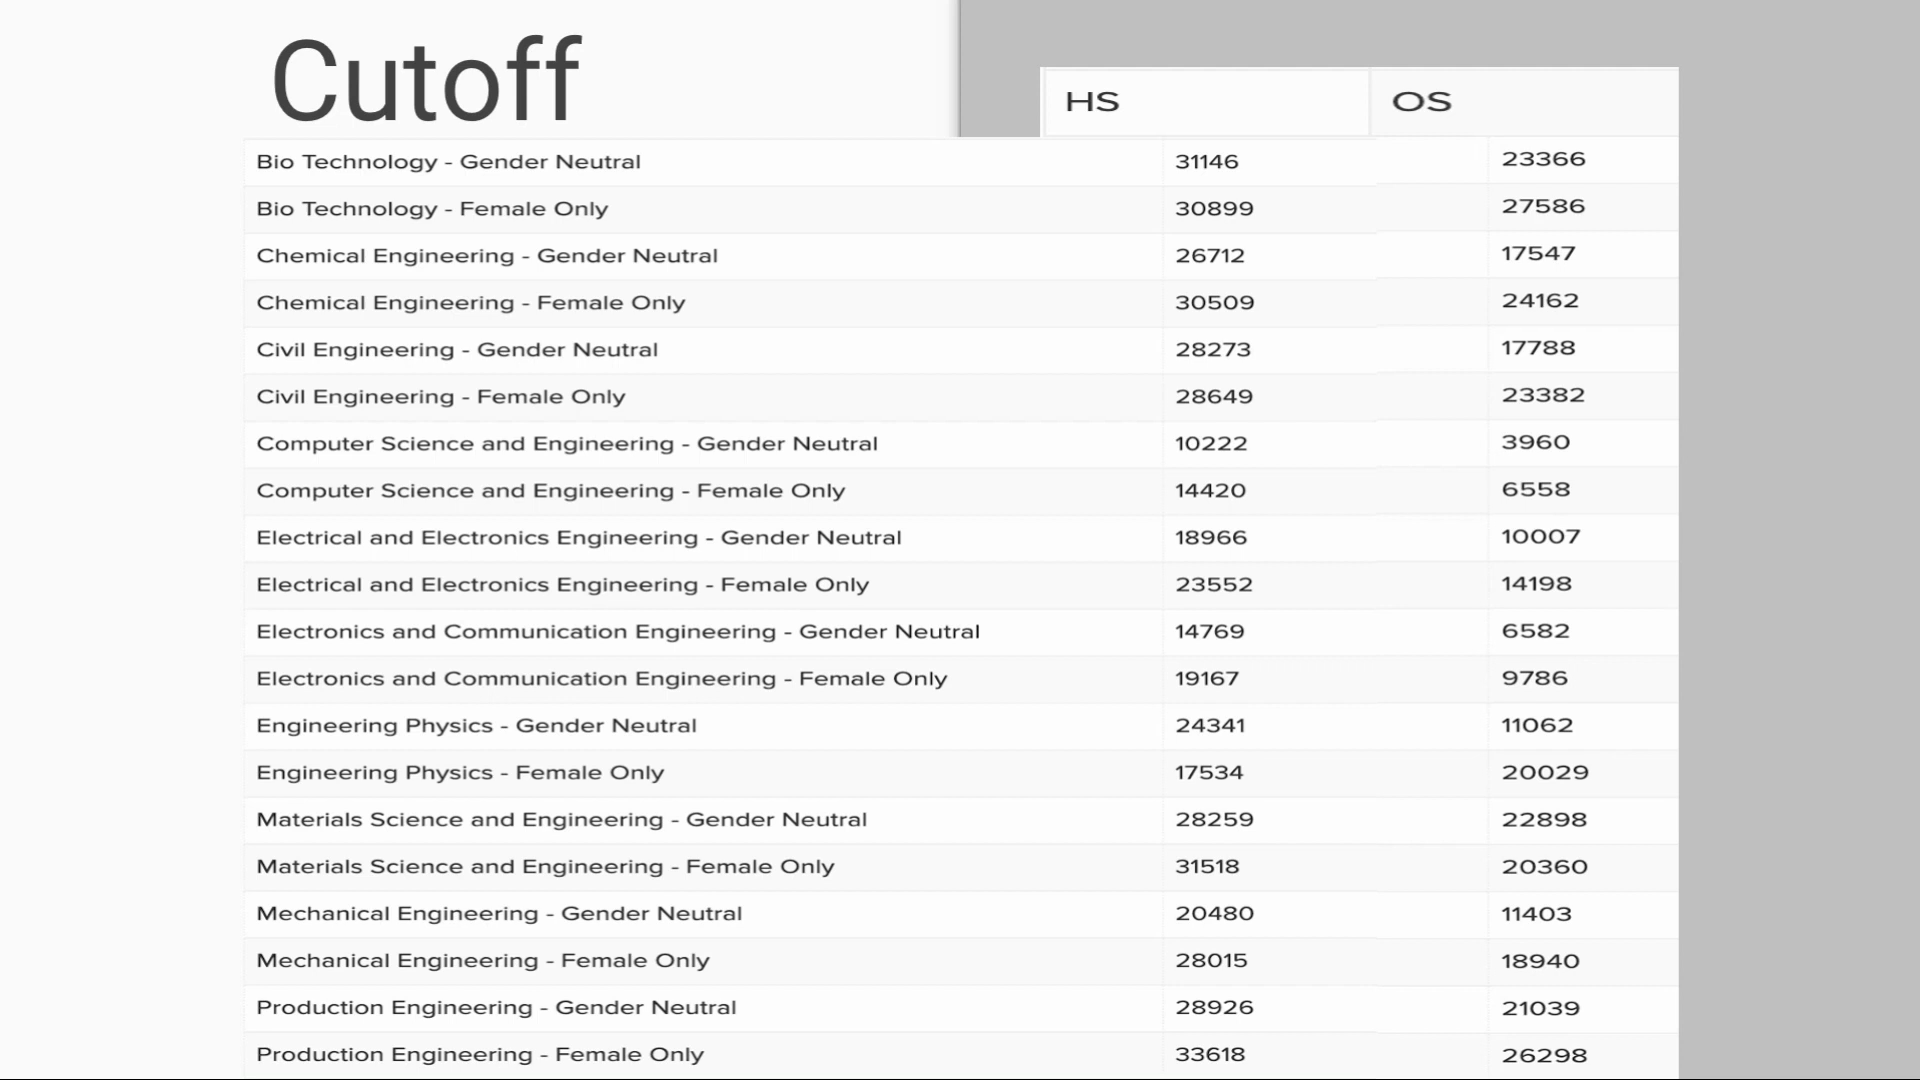 Cutoff
HS OS
Bio Technology - Gender Neutral 31146 23366
Bio Technology - Female Only 30899 27586
Chemical Engineering - Gender Neutral 26712 17547
Chemical Engineering - Female Only 30509 24162
Civil Engineering - Gender Neutral 28273 17788
Civil Engineering - Female Only 28649 23382
Computer Science and Engineering - Gender Neutral 10222 3960
Computer Science and Engineering - Female Only 14420 6558
Electrical and Electronics Engineering - Gender Neutral 18966 10007
Electrical and Electronics Engineering - Female Only 23552 14198
Electronics and Communication Engineering - Gender Neutral 14769 6582
Electronics and Communication Engineering - Female Only 19167 9786
Engineering Physics - Gender Neutral 24341 11062
Engineering Physics - Female Only 17534 20029
Materials Science and Engineering - Gender Neutral 28259 22898
Materials Science and Engineering - Female Only 31518 20360
Mechanical Engineering - Gender Neutral 20480 11403
Mechanical Engineering - Female Only 28015 18940
Production Engineering - Gender Neutral 28926 21039
Production Engineering - Female Only 33618 26298